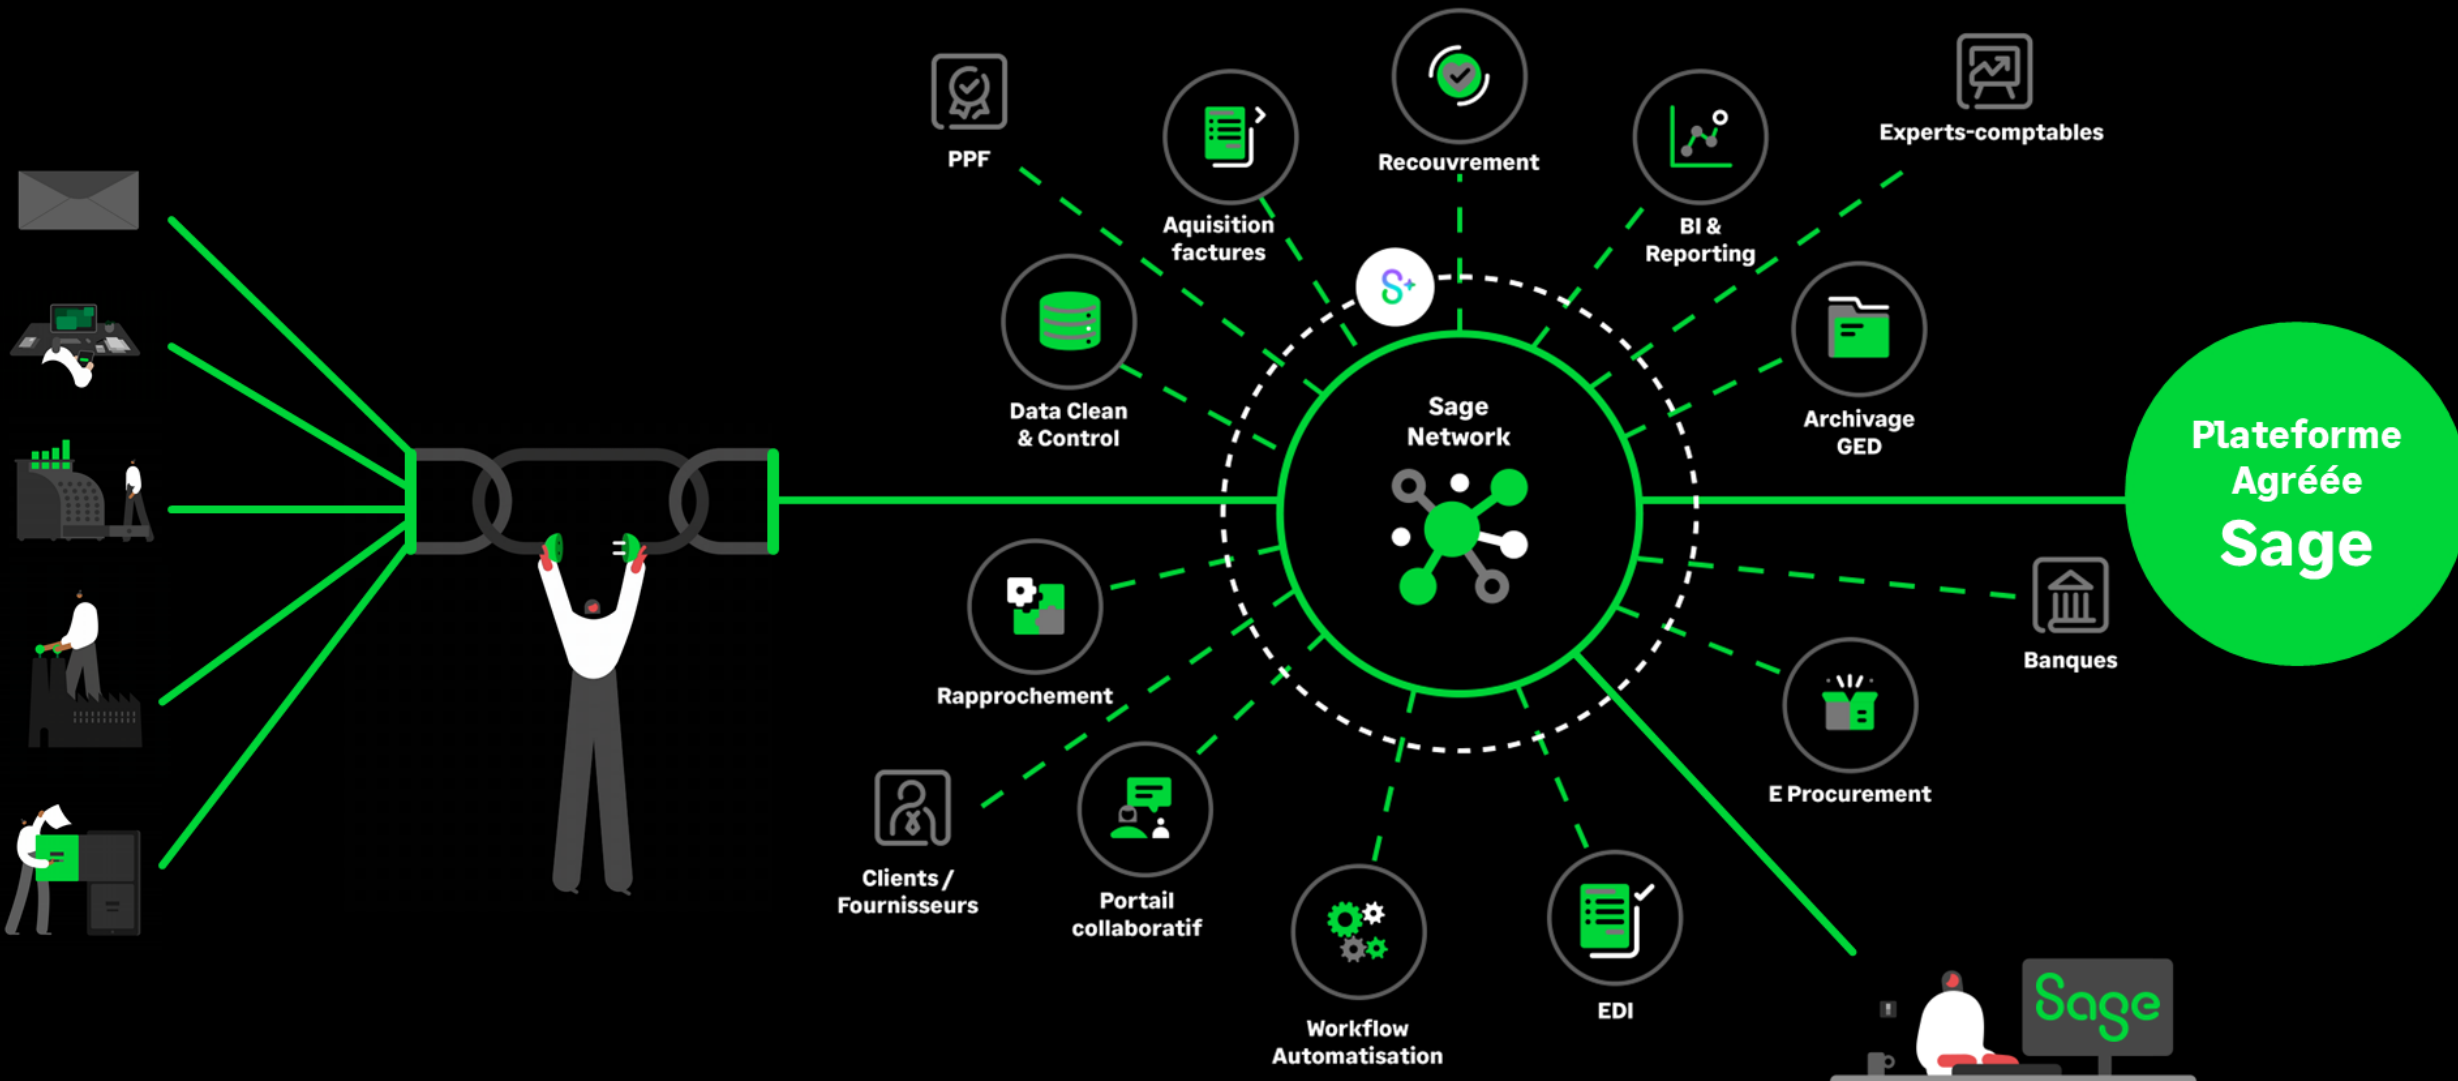 PPF
Aquisition
factures
Recouvrement
BI &
Reporting
Experts-comptables
Data Clean
& Control
S+
Archivage
GED
Sage
Network
Plateforme
Agréée
Sage
Rapprochement
Banques
E Procurement
Clients /
Fournisseurs
Portail
collaboratif
Workflow
Automatisation
EDI
Sage